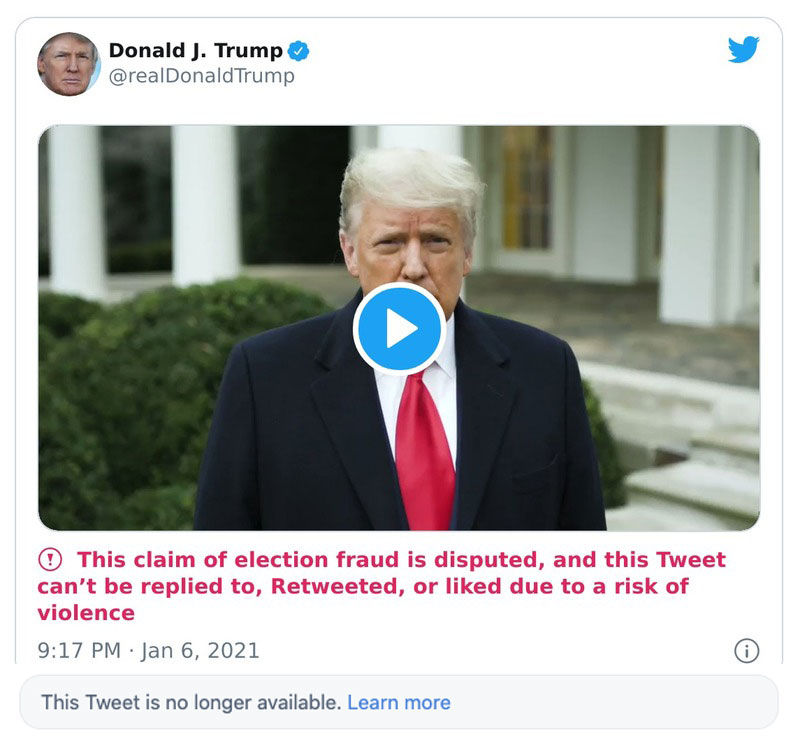 Donald J. Trump
@realDonaldTrump
This claim of election fraud is disputed, and this Tweet
can’t be replied to, Retweeted, or liked due to a risk of
violence
9:17 PM · Jan 6, 2021
This Tweet is no longer available. Learn more